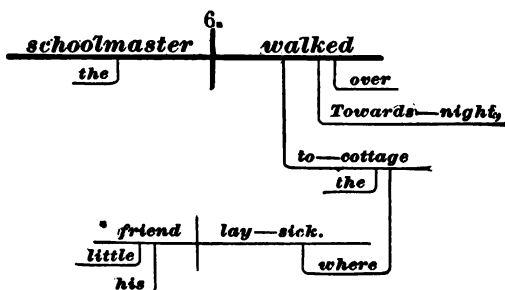 6.
schoolmaster walked
the
over
Towards—night,
to—cottage
the
* friend lay—sick.
little
where
his